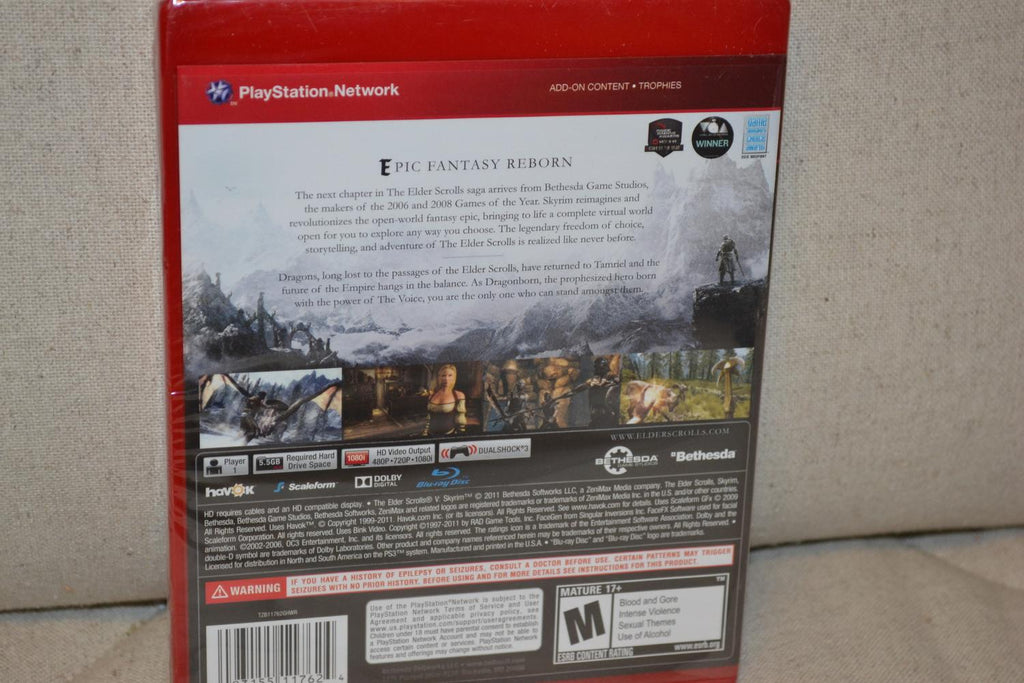 PlayStation®Network
ADD-ON CONTENT • TROPHIES
WINNER
EPIC FANTASY REBORN
The next chapter in The Elder Scrolls saga arrives from Bethesda Game Studios,
the makers of the 2006 and 2008 Games of the Year. Skyrim reimagines and
revolutionizes the open-world fantasy epic, bringing to life a complete virtual world
open for you to explore any way you choose. The legendary freedom of choice,
storytelling, and adventure of The Elder Scrolls is realized like never before.
Dragons, long lost to the passages of the Elder Scrolls, have returned to Tamriel and the
future of the Empire hangs in the balance. As Dragonborn, the prophesized hero born
with the power of The Voice, you are the only one who can stand amongst them.
WWW.ELDERSCROLLS.COM
Player
1
5.5GB
Required Hard
Drive Space
1080i
HD Video Output
480P•720P•1080i
DUALSHOCK®3
BETHESDA
GAME STUDIOS
Bethesda
havok
Scaleform
DOLBY
DIGITAL
Blu-ray Disc
HD requires cables and an HD compatible display. • The Elder Scrolls® V: Skyrim™ © 2011 Bethesda Softworks LLC, a ZeniMax Media company. The Elder Scrolls, Skyrim,
Bethesda, Bethesda Game Studios, Bethesda Softworks, ZeniMax and related logos are registered trademarks or trademarks of ZeniMax Media Inc. in the U.S. and/or other countries.
All Rights Reserved. Uses Havok™ © Copyright 1999-2011. Havok.com Inc. (or its licensors). All Rights Reserved. See www.havok.com for details. Uses Scaleform GFx © 2009
Scaleform Corporation. All rights reserved. Uses Bink Video. Copyright ©1997-2011 by RAD Game Tools, Inc. FaceGen from Singular Inversions Inc. FaceFX Software used for facial
animation. ©2002-2006, OC3 Entertainment, Inc. and its licensors. All rights reserved. The ratings icon is a trademark of the Entertainment Software Association. Dolby and the
double-D symbol are trademarks of Dolby Laboratories. Other product and company names referenced herein may be trademarks of their respective owners. All Rights Reserved. •
Licensed for distribution in North and South America on the PS3™ system. Manufactured and printed in the U.S.A. • "Blu-ray Disc" and "Blu-ray Disc" logo are trademarks.
WARNING
IF YOU HAVE A HISTORY OF EPILEPSY OR SEIZURES, CONSULT A DOCTOR BEFORE USE. CERTAIN PATTERNS MAY TRIGGER
SEIZURES WITH NO PRIOR HISTORY. BEFORE USING AND FOR MORE DETAILS SEE INSTRUCTIONS FOR THIS PRODUCT.
Use of the PlayStation®Network is subject to the
PlayStation Network Terms of Service and User
Agreement and applicable privacy policy, see
www.us.playstation.com/support/useragreements.
Children under 18 must have parental consent to establish
a PlayStation Network Account and may not be able to
access certain content or services. PlayStation Network
features and offerings may change without notice.
MATURE 17+
M
ESRB CONTENT RATING
Blood and Gore
Intense Violence
Sexual Themes
Use of Alcohol
www.esrb.org